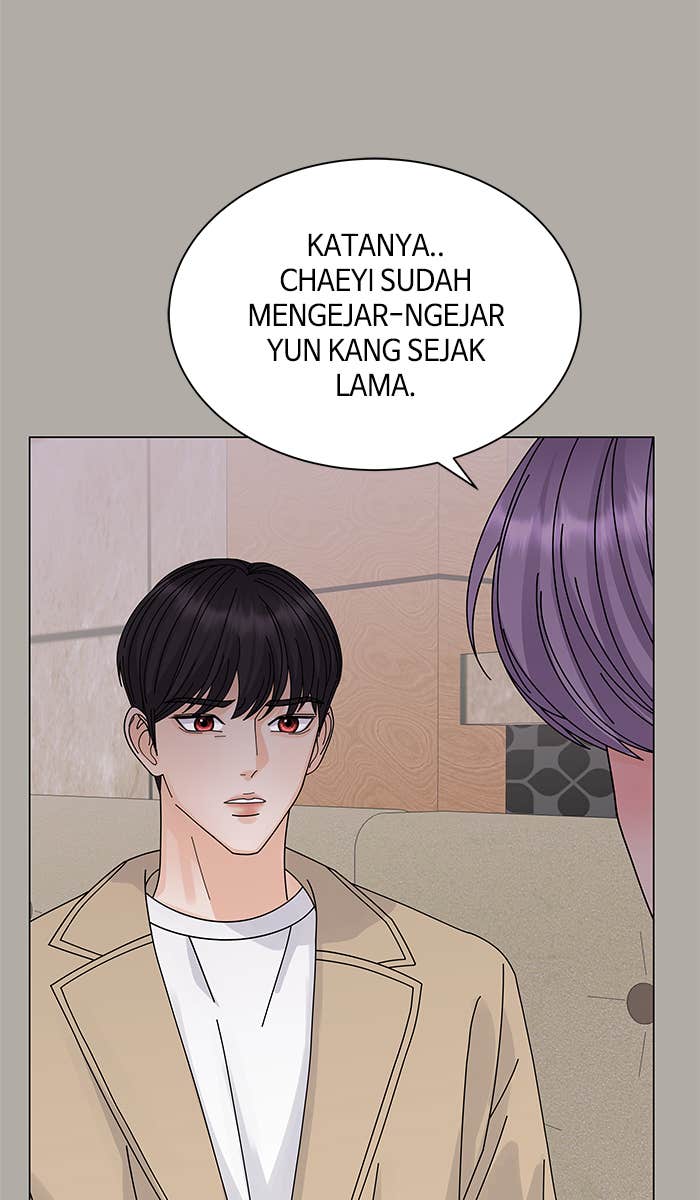 KATANYA..
CHAEYI SUDAH
MENGEJAR-NGEJAR
YUN KANG SEJAK
LAMA.